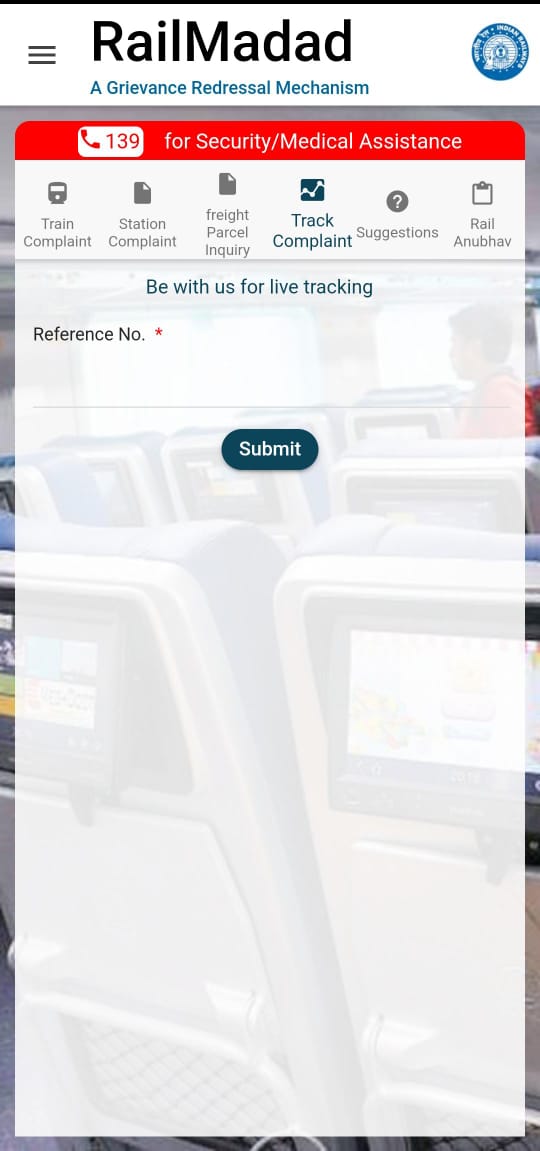 RailMadad
A Grievance Redressal Mechanism
139 for Security/Medical Assistance
Train
Complaint
Station
Complaint
freight
Parcel
Inquiry
Track
Complaint
Suggestions
Rail
Anubhav
Be with us for live tracking
Reference No. *
Submit